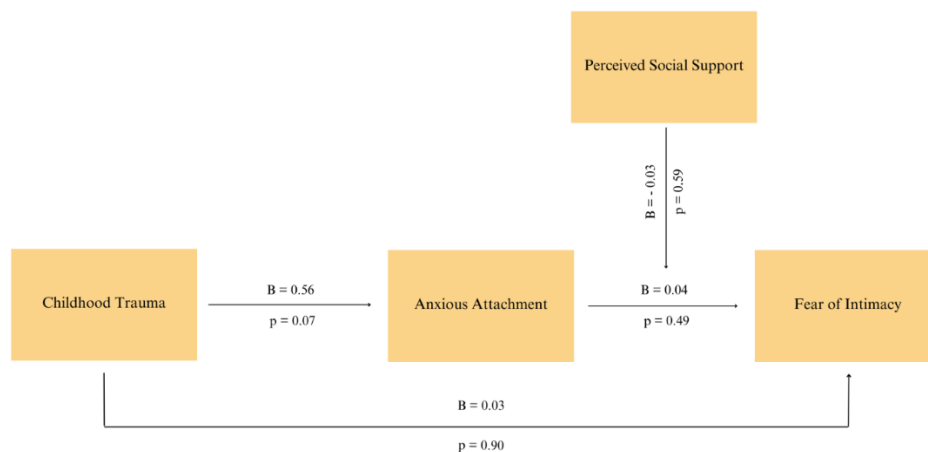 Perceived Social Support
B = - 0.03
p = 0.59
Childhood Trauma
B = 0.56
p = 0.07
Anxious Attachment
B = 0.04
p = 0.49
Fear of Intimacy
B = 0.03
p = 0.90